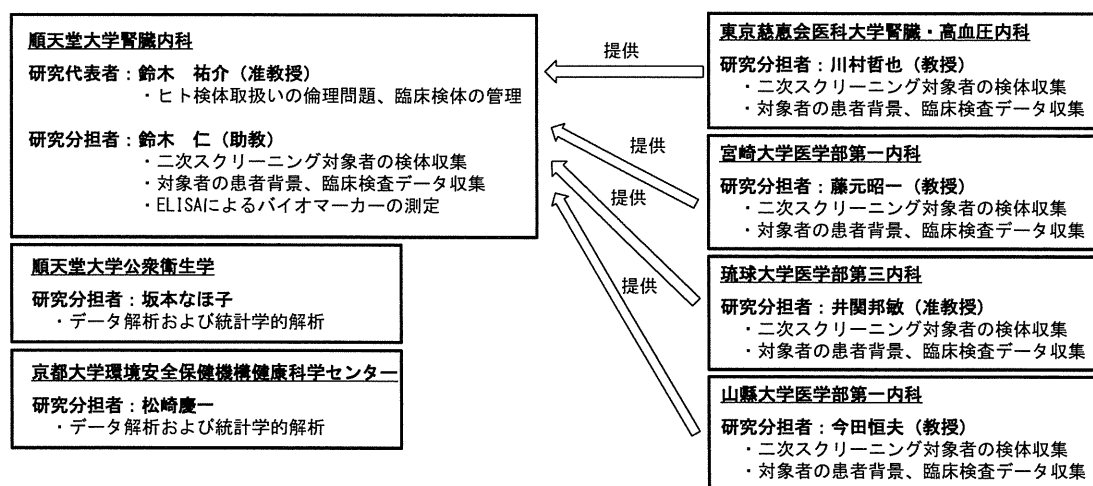 順天堂大学腎臓内科
研究代表者：鈴木　祐介（准教授）
・ヒト検体取扱いの倫理問題、臨床検体の管理
研究分担者：鈴木　仁（助教）
・二次スクリーニング対象者の検体収集
・対象者の患者背景、臨床検査データ収集
・ELISAによるバイオマーカーの測定
順天堂大学公衆衛生学
研究分担者：坂本なほ子
・データ解析および統計学的解析
京都大学環境安全保健機構健康科学センター
研究分担者：松崎慶一
・データ解析および統計学的解析
提供
提供
提供
提供
東京慈恵会医科大学腎臓・高血圧内科
研究分担者：川村哲也（教授）
・二次スクリーニング対象者の検体収集
・対象者の患者背景、臨床検査データ収集
宮崎大学医学部第一内科
研究分担者：藤元昭一（教授）
・二次スクリーニング対象者の検体収集
・対象者の患者背景、臨床検査データ収集
琉球大学医学部第三内科
研究分担者：井関邦敏（准教授）
・二次スクリーニング対象者の検体収集
・対象者の患者背景、臨床検査データ収集
山縣大学医学部第一内科
研究分担者：今田恒夫（教授）
・二次スクリーニング対象者の検体収集
・対象者の患者背景、臨床検査データ収集